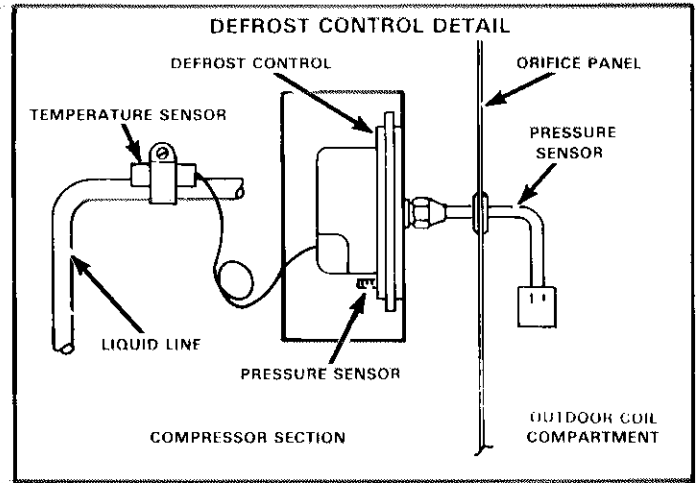 DEFROST CONTROL DETAIL
DEFROST CONTROL
ORIFICE PANEL
TEMPERATURE SENSOR
PRESSURE
SENSOR
LIQUID LINE
PRESSURE SENSOR
COMPRESSOR SECTION
OUTDOOR COIL
COMPARTMENT